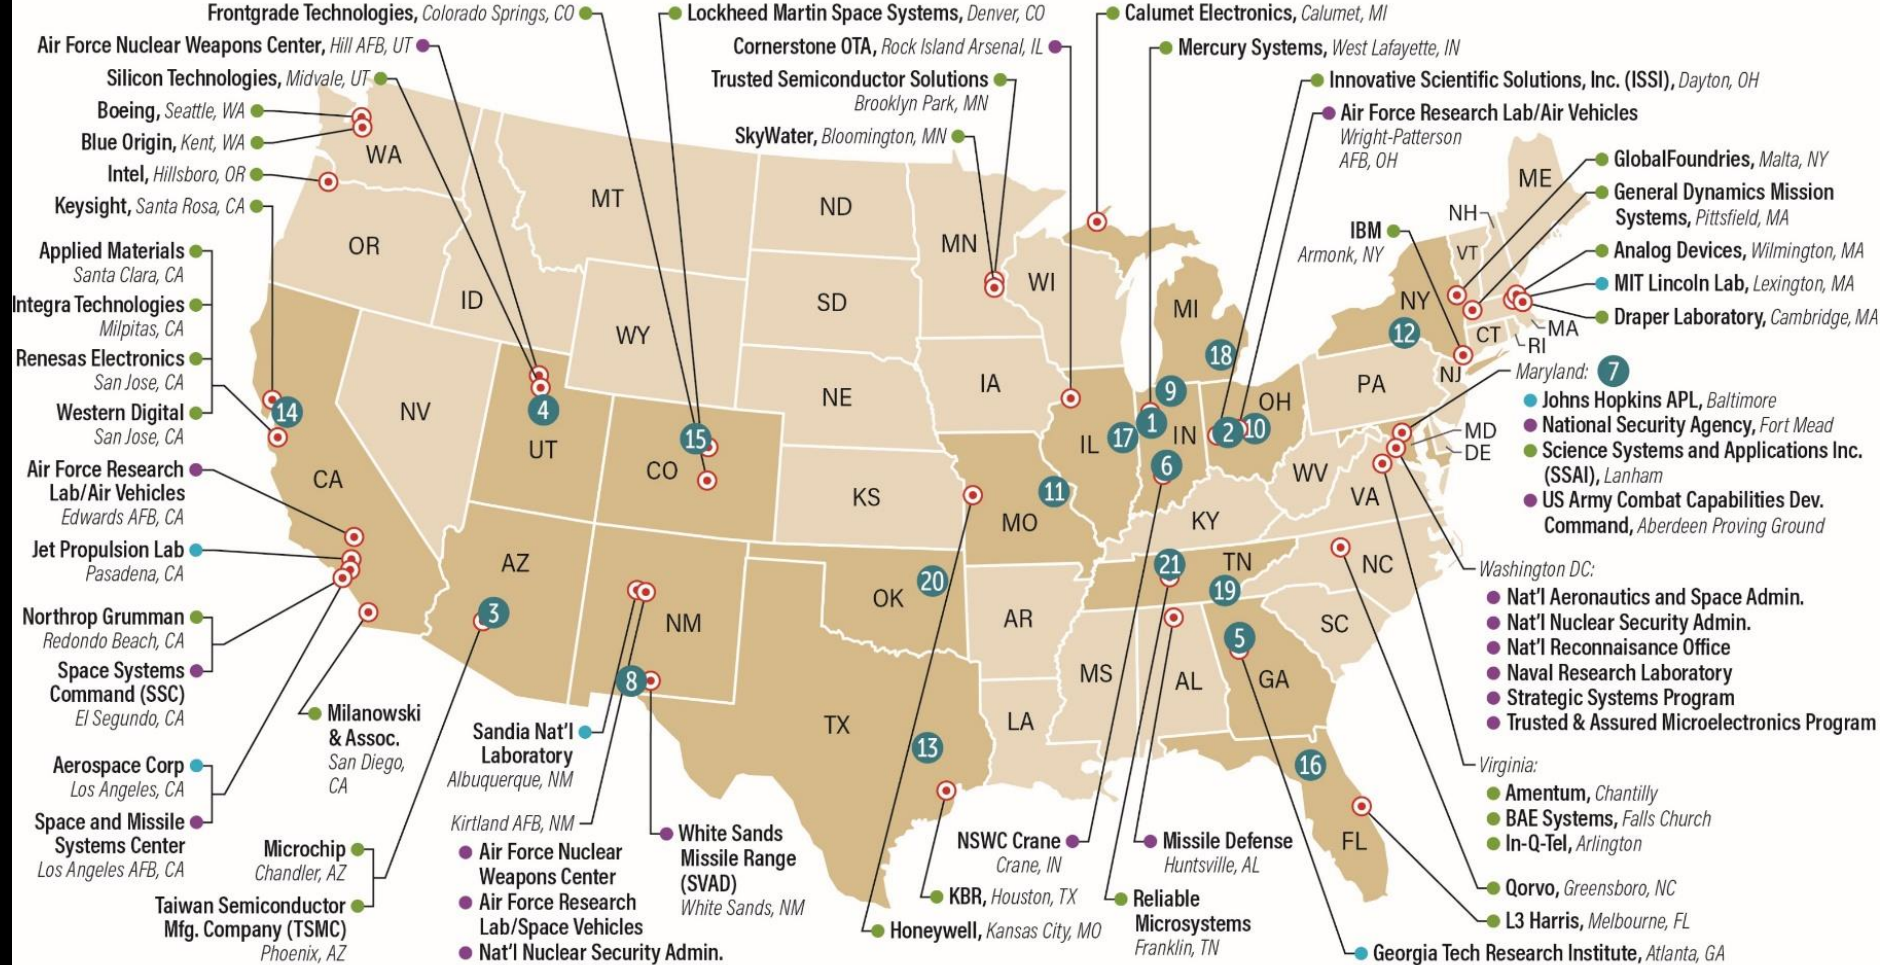 Frontgrade Technologies, Colorado Springs, CO
Air Force Nuclear Weapons Center, Hill AFB, UT
Silicon Technologies, Midvale, UT
Boeing, Seattle, WA
Blue Origin, Kent, WA
Intel, Hillsboro, OR
Keysight, Santa Rosa, CA
Applied Materials
Santa Clara, CA
Integra Technologies
Milpitas, CA
Renesas Electronics
San Jose, CA
Western Digital
San Jose, CA
Air Force Research
Lab/Air Vehicles
Edwards AFB, CA
Jet Propulsion Lab
Pasadena, CA
Northrop Grumman
Redondo Beach, CA
Space Systems
Command (SSC)
El Segundo, CA
Aerospace Corp
Los Angeles, CA
Space and Missile
Systems Center
Los Angeles AFB, CA
Milanowski
& Assoc.
San Diego,
CA
Microchip
Chandler, AZ
Taiwan Semiconductor
Mfg. Company (TSMC)
Phoenix, AZ
Sandia Nat'l
Laboratory
Albuquerque, NM
Kirtland AFB, NM
Air Force Nuclear
Weapons Center
Air Force Research
Lab/Space Vehicles
Nat'l Nuclear Security Admin.
White Sands
Missile Range
(SVAD)
White Sands, NM
Lockheed Martin Space Systems, Denver, CO
Cornerstone OTA, Rock Island Arsenal, IL
Trusted Semiconductor Solutions
Brooklyn Park, MN
SkyWater, Bloomington, MN
Calumet Electronics, Calumet, MI
Mercury Systems, West Lafayette, IN
Innovative Scientific Solutions, Inc. (ISSI), Dayton, OH
Air Force Research Lab/Air Vehicles
Wright-Patterson
AFB, OH
IBM
Armonk, NY
GlobalFoundries, Malta, NY
General Dynamics Mission
Systems, Pittsfield, MA
Analog Devices, Wilmington, MA
MIT Lincoln Lab, Lexington, MA
Draper Laboratory, Cambridge, MA
Maryland: 7
Johns Hopkins APL, Baltimore
National Security Agency, Fort Mead
Science Systems and Applications Inc.
(SSAI), Lanham
US Army Combat Capabilities Dev.
Command, Aberdeen Proving Ground
Washington DC:
Nat'l Aeronautics and Space Admin.
Nat'l Nuclear Security Admin.
Nat'l Reconnaisance Office
Naval Research Laboratory
Strategic Systems Program
Trusted & Assured Microelectronics Program
Virginia:
Amentum, Chantilly
BAE Systems, Falls Church
In-Q-Tel, Arlington
Qorvo, Greensboro, NC
L3 Harris, Melbourne, FL
Georgia Tech Research Institute, Atlanta, GA
NSWC Crane
Crane, IN
Missile Defense
Huntsville, AL
KBR, Houston, TX
Reliable
Microsystems
Franklin, TN
Honeywell, Kansas City, MO
WA
OR
ID
MT
ND
MN
WI
MI
ME
NH
VT
NY
MA
CT
RI
SD
WY
NE
IA
PA
NJ
NV
UT
CO
KS
MO
IL
IN
OH
WV
VA
MD
DE
CA
KY
AZ
NM
OK
AR
TN
NC
SC
TX
LA
MS
AL
GA
FL
12
18
9
14
4
15
17
1
2
10
6
11
3
20
21
19
5
8
13
16